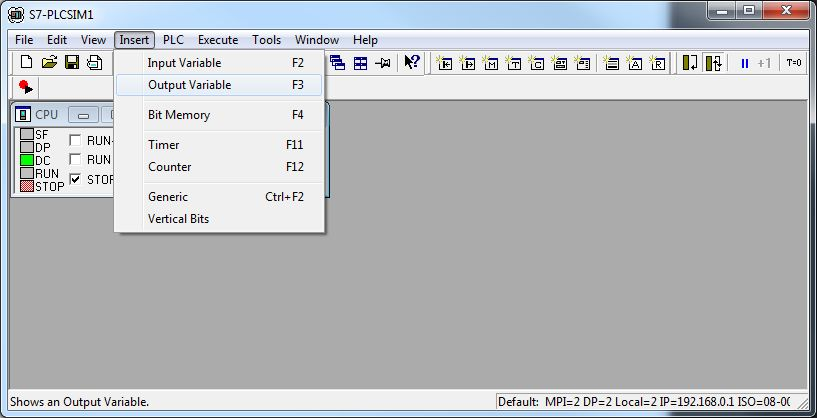 S7-PLCSIM1
File Edit View Insert PLC Execute Tools Window Help
+1 T=0
Input Variable F2
Output Variable F3
Bit Memory F4
Timer F11
Counter F12
Generic Ctrl+F2
Vertical Bits
CPU
SF
DP
DC
RUN
STOP
RUN-
RUN
STO
Shows an Output Variable.
Default: MPI=2 DP=2 Local=2 IP=192.168.0.1 ISO=08-00